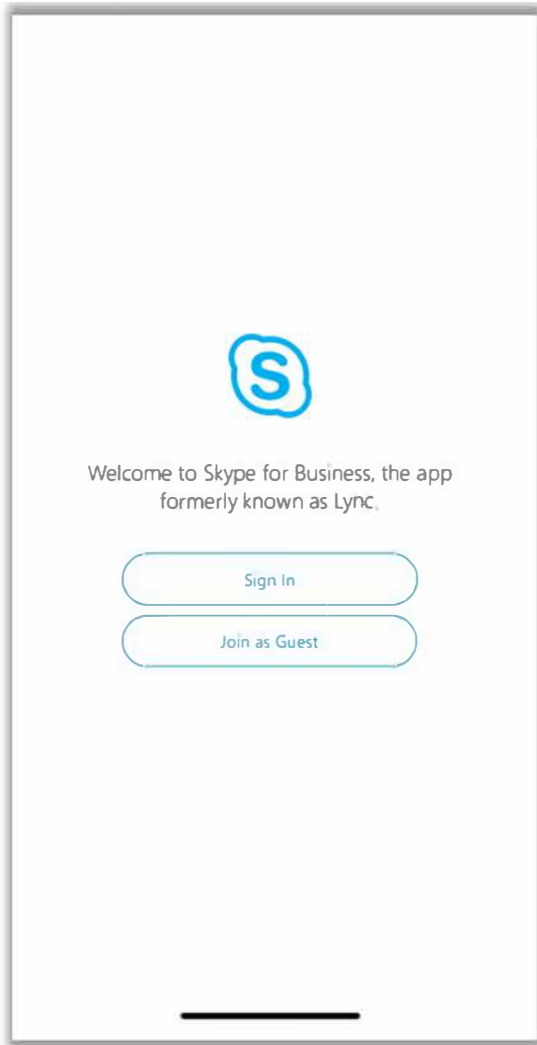 S
Welcome to Skype for Business, the app
formerly known as Lync.
Sign In
Join as Guest